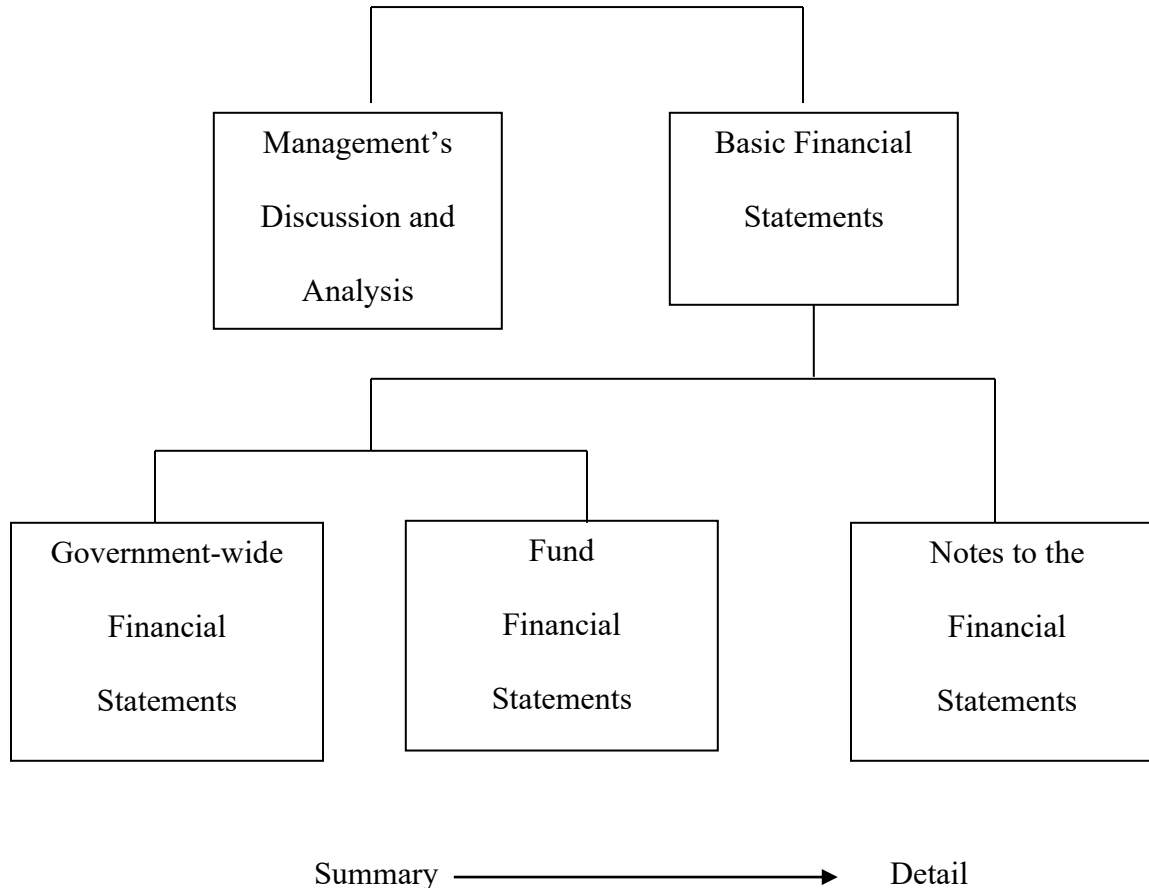 Management’s
Discussion and
Analysis
Basic Financial
Statements
Government-wide
Financial
Statements
Fund
Financial
Statements
Notes to the
Financial
Statements
Summary
Detail